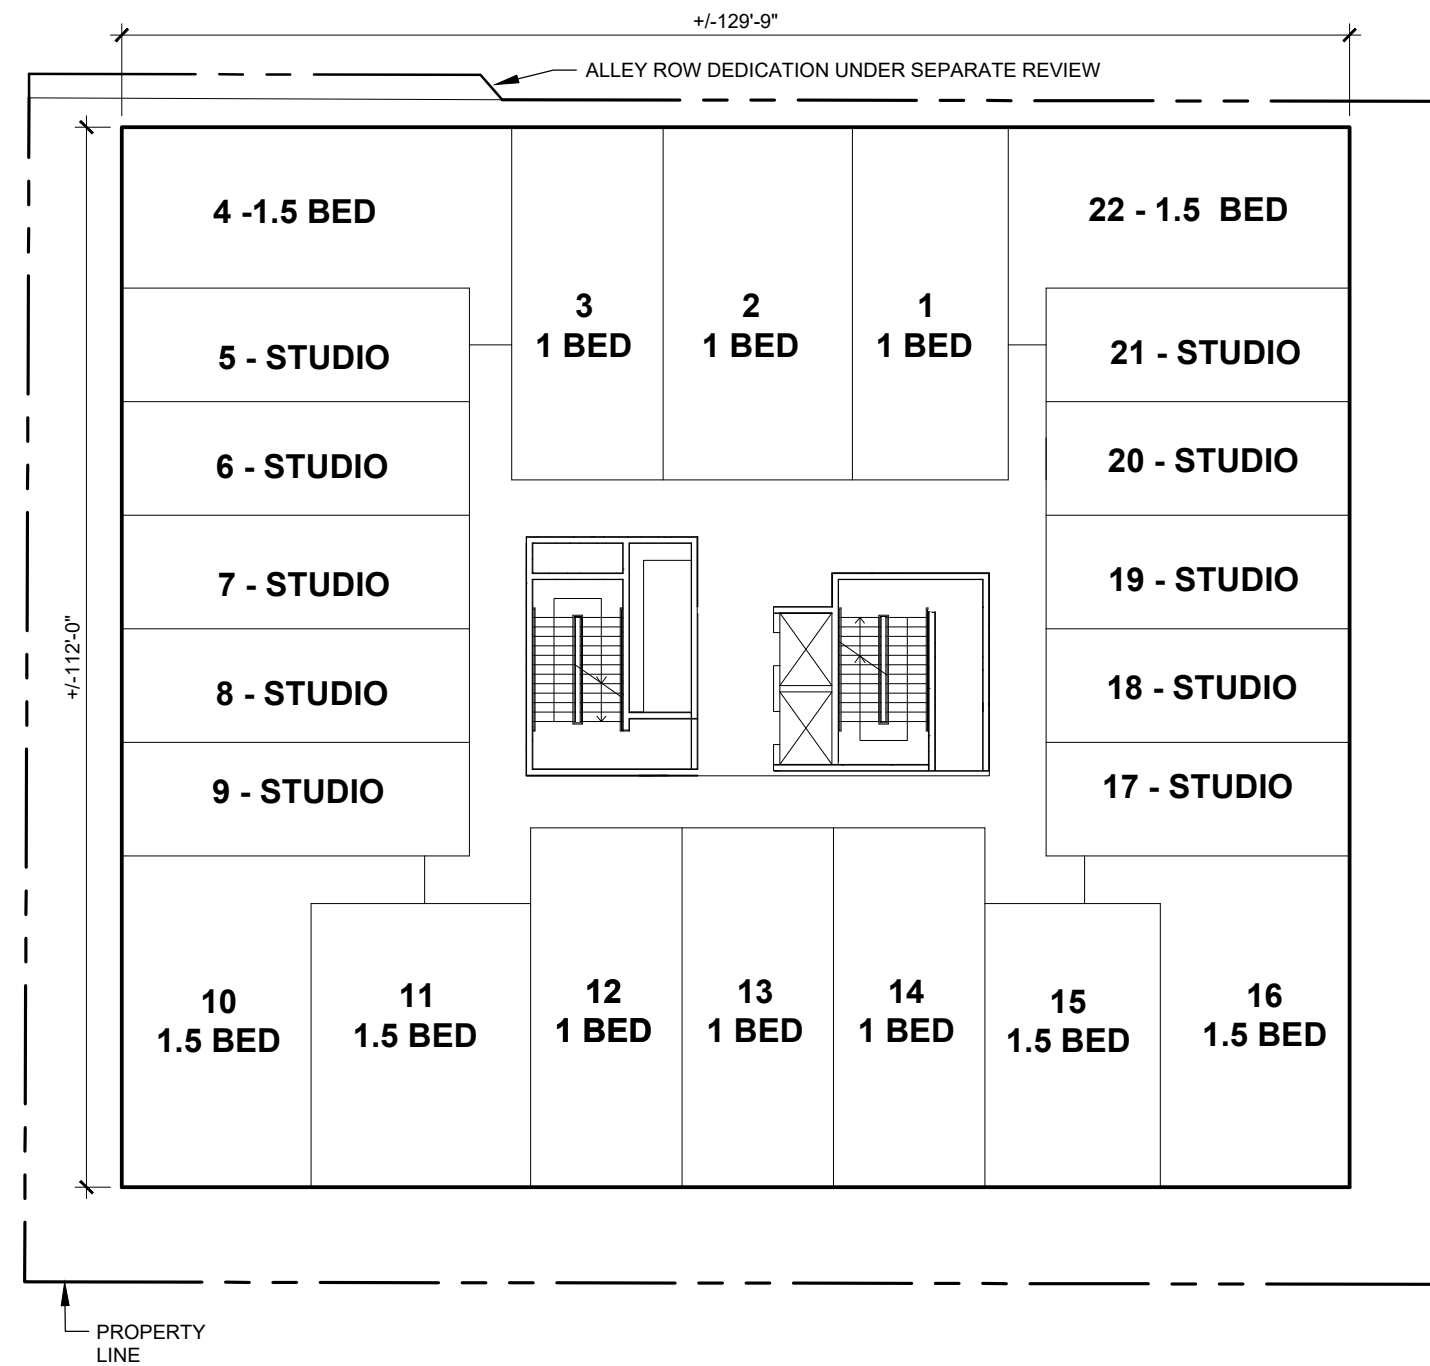 +/-129'-9"
ALLEY ROW DEDICATION UNDER SEPARATE REVIEW
4 -1.5 BED
22 - 1.5  BED
3
1 BED
2
1 BED
1
1 BED
5 - STUDIO
21 - STUDIO
6 - STUDIO
20 - STUDIO
7 - STUDIO
19 - STUDIO
+/-112'-0"
8 - STUDIO
18 - STUDIO
9 - STUDIO
17 - STUDIO
10
1.5 BED
11
1.5 BED
12
1 BED
13
1 BED
14
1 BED
15
1.5 BED
16
1.5 BED
PROPERTY
LINE